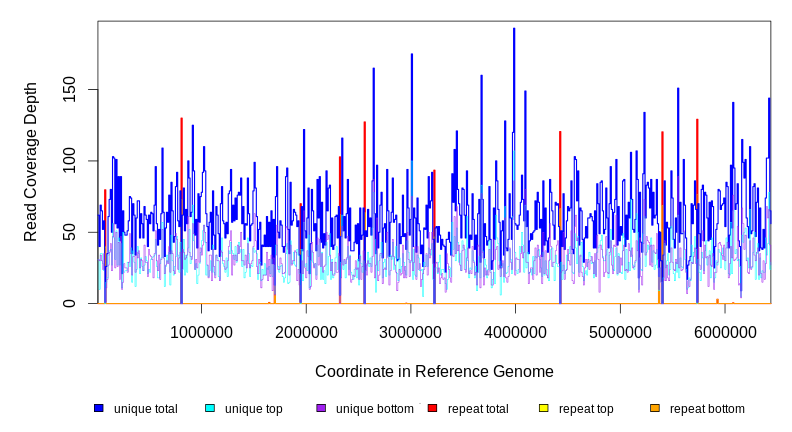 Read Coverage Depth
150
100
50
0
1000000 2000000 3000000 4000000 5000000 6000000
Coordinate in Reference Genome
unique total unique top unique bottom repeat total repeat top repeat bottom